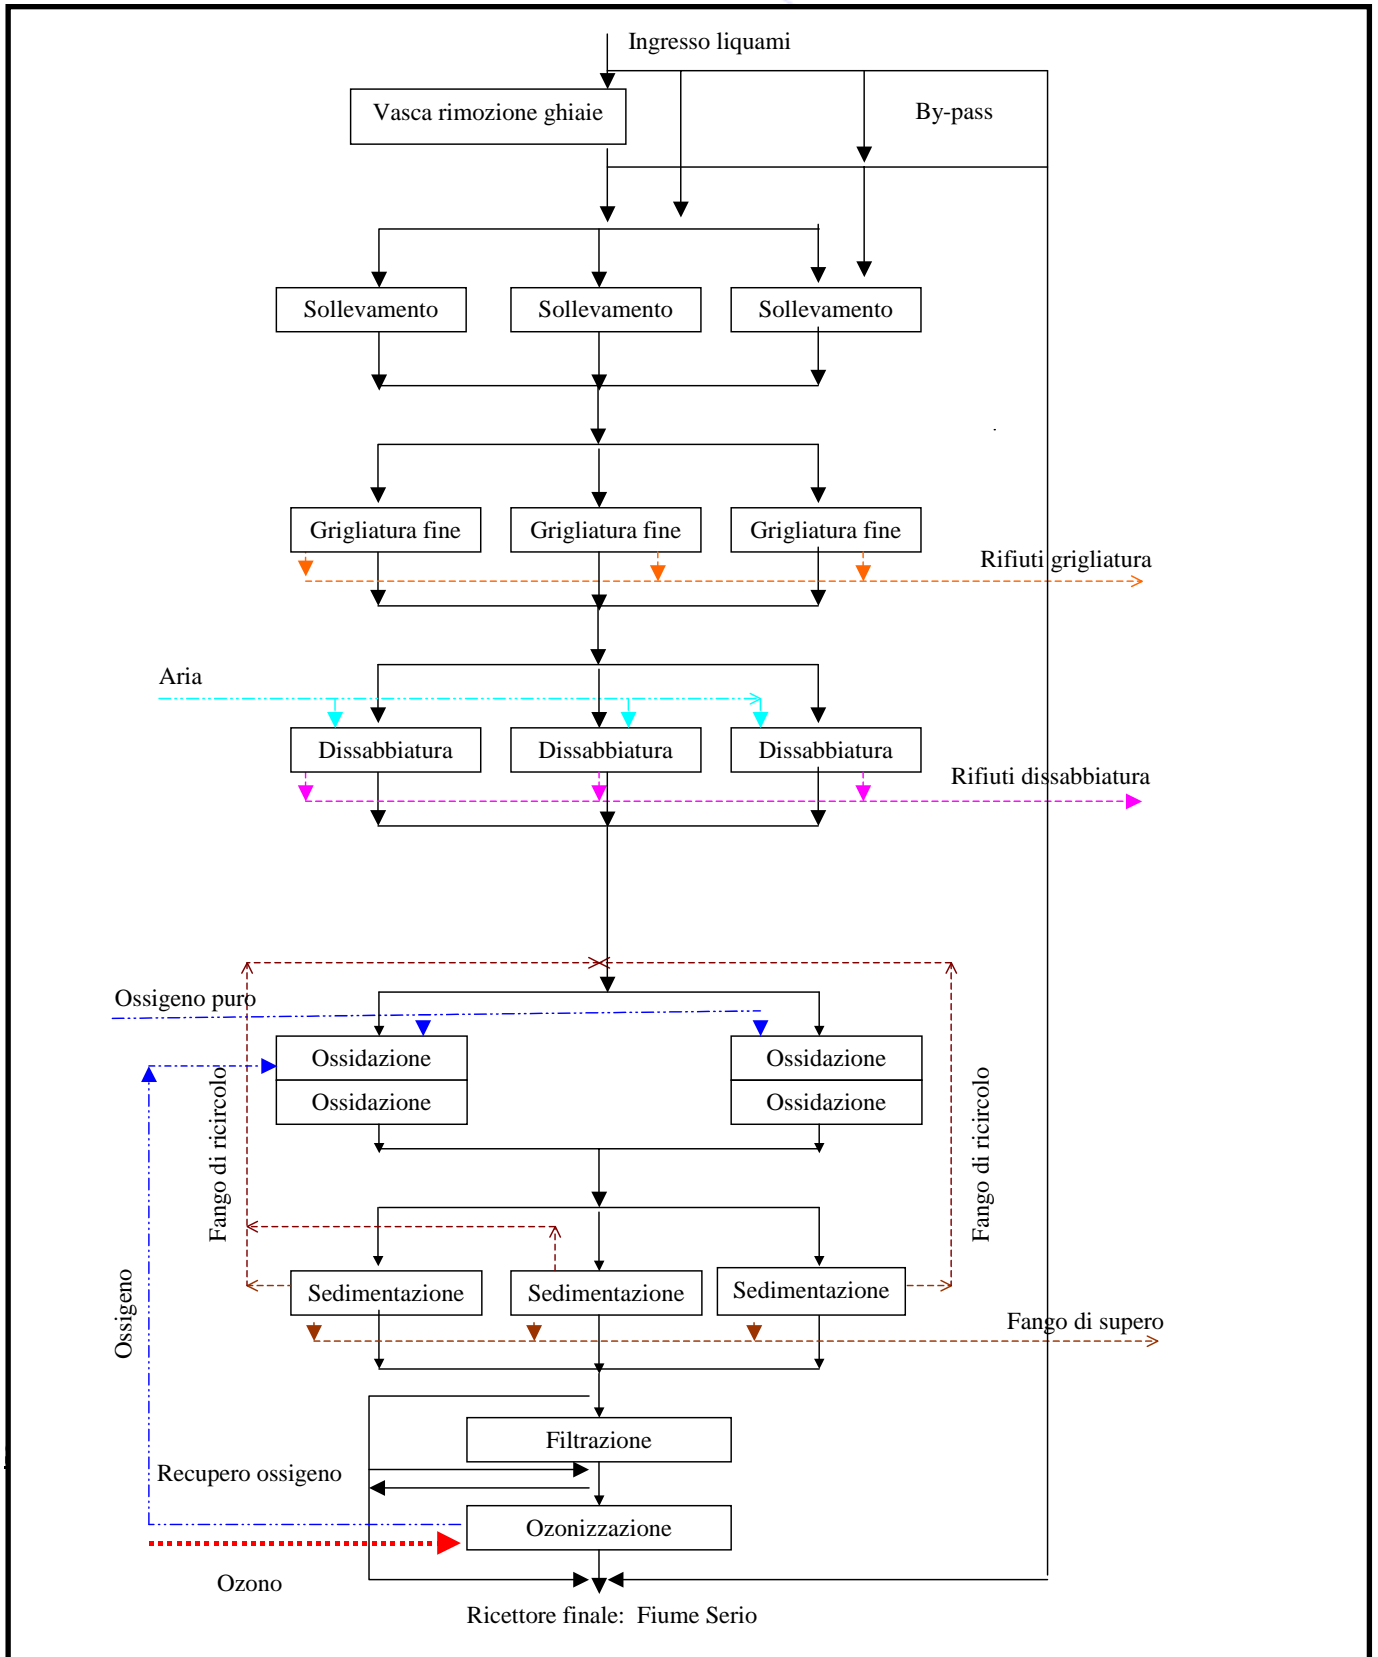 Ingresso liquami
Vasca rimozione ghiaie
By-pass
Sollevamento
Sollevamento
Sollevamento
Grigliatura fine
Grigliatura fine
Grigliatura fine
Rifiuti grigliatura
Aria
Dissabbiatura
Dissabbiatura
Dissabbiatura
Rifiuti dissabbiatura
Ossigeno puro
Ossidazione
Ossidazione
Ossidazione
Ossidazione
Fango di ricircolo
Fango di ricircolo
Ossigeno
Sedimentazione
Sedimentazione
Sedimentazione
Fango di supero
Filtrazione
Recupero ossigeno
Ozonizzazione
Ozono
Ricettore finale:  Fiume Serio